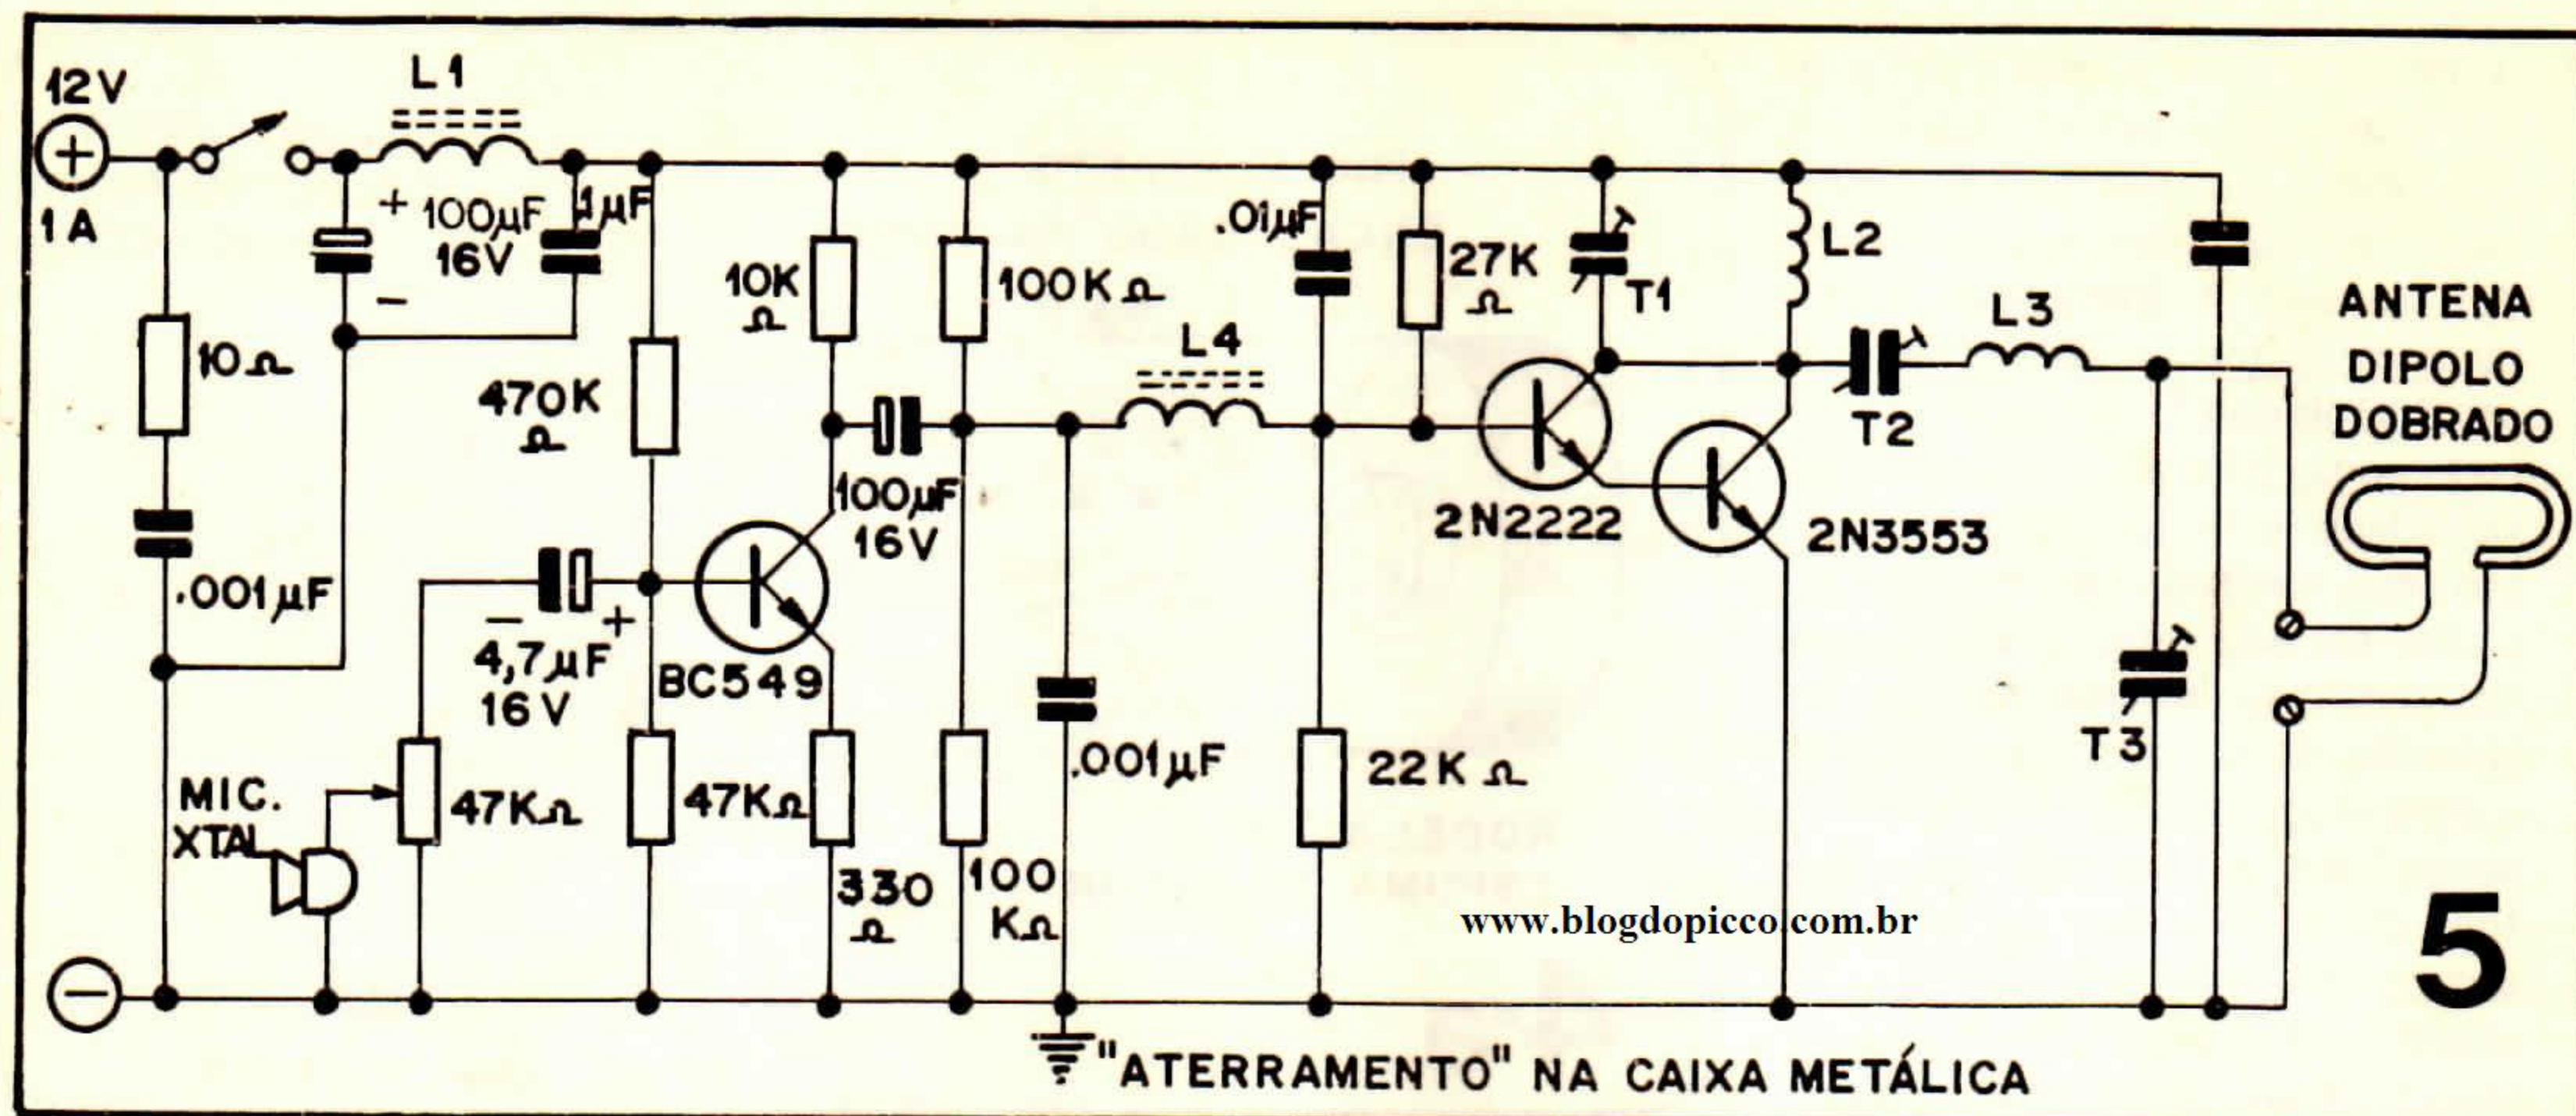 12V
1A
L1
+ 100µF
16V
−
.1µF
10Ω
.001µF
470K
Ω
10K
Ω
100KΩ
100µF
16V
− +
4,7µF
16V
BC549
MIC.
XTAL
47KΩ
47KΩ
330
Ω
100
KΩ
.001µF
L4
.01µF
27K
Ω
22KΩ
T1
L2
2N2222
2N3553
T2
L3
T3
ANTENA
DIPOLO
DOBRADO
www.blogdopicco.com.br
5
"ATERRAMENTO" NA CAIXA METÁLICA